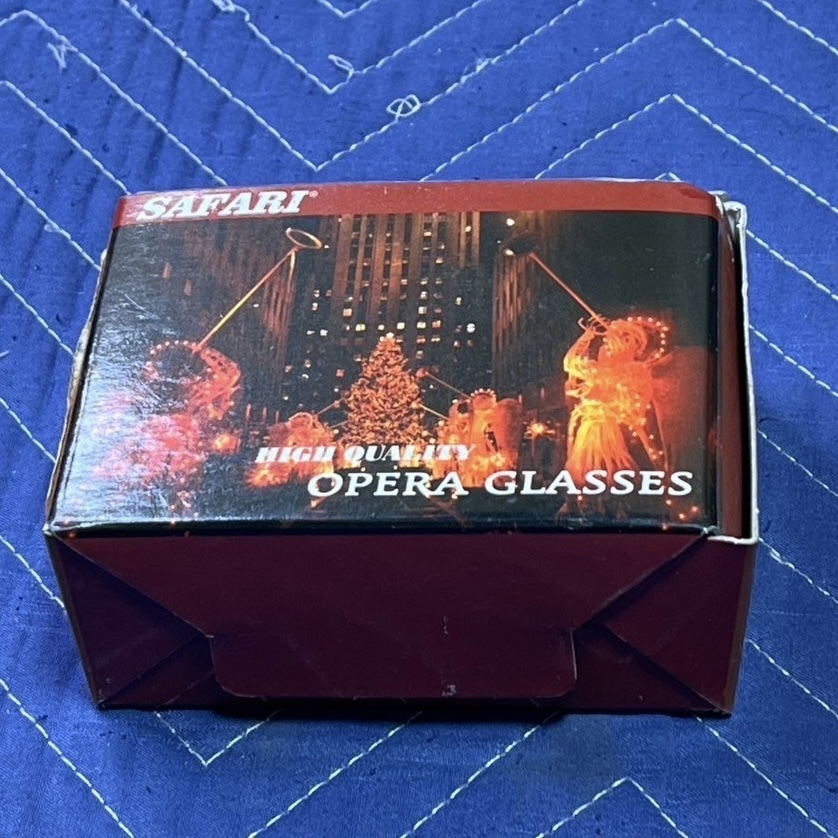 SAFARI®
HIGH QUALITY
OPERA GLASSES